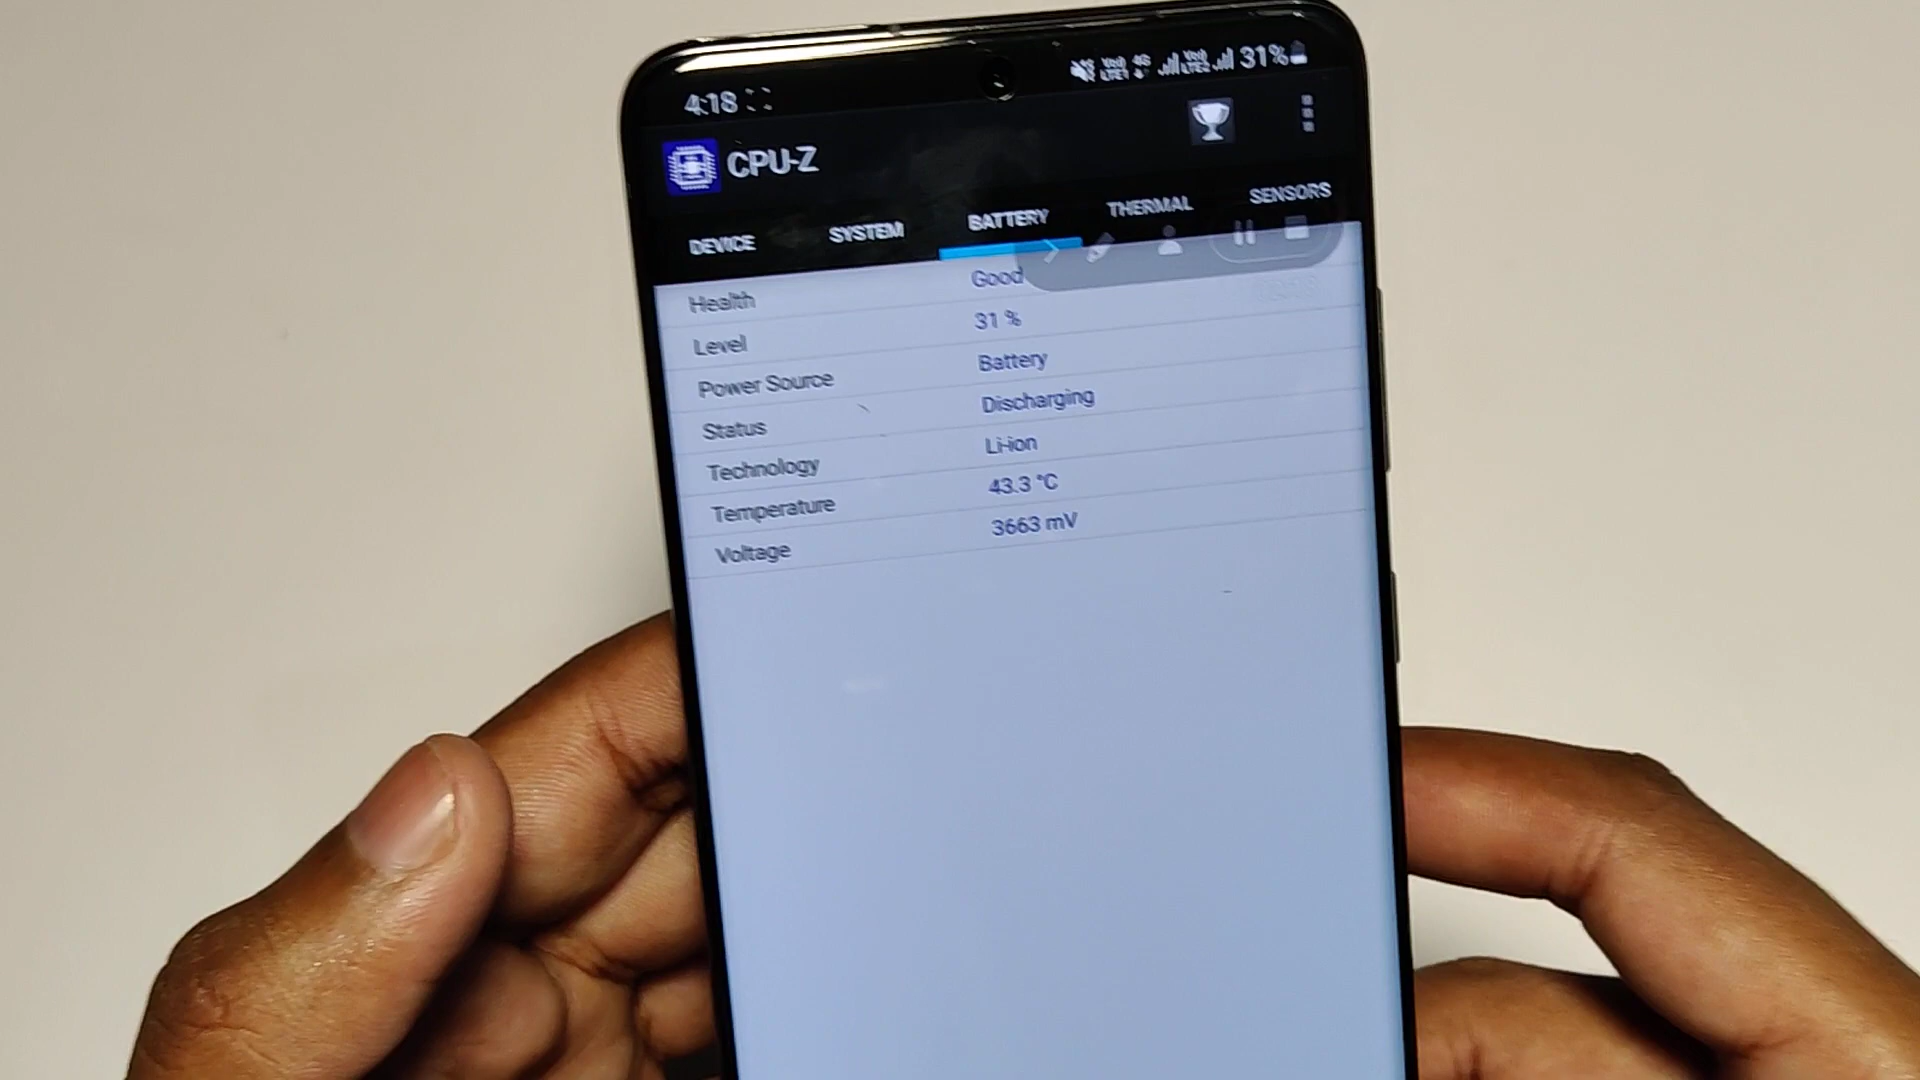 4:18
31%
CPU-Z
DEVICE SYSTEM BATTERY THERMAL SENSORS
Health Good
Level 31 %
Power Source Battery
Status Discharging
Technology Li-ion
Temperature 43.3 °C
Voltage 3663 mV